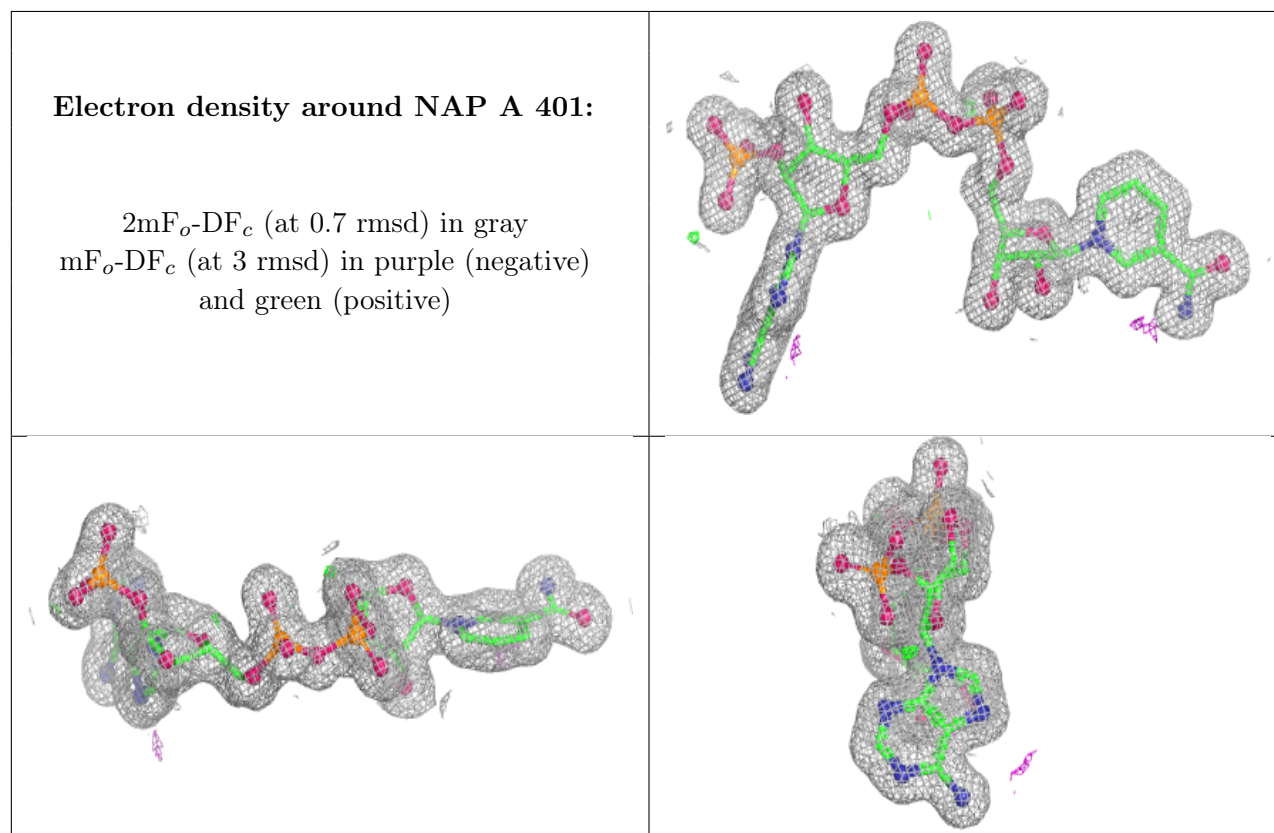 Electron density around NAP A 401:
2mFo-DFc (at 0.7 rmsd) in gray
mFo-DFc (at 3 rmsd) in purple (negative)
and green (positive)